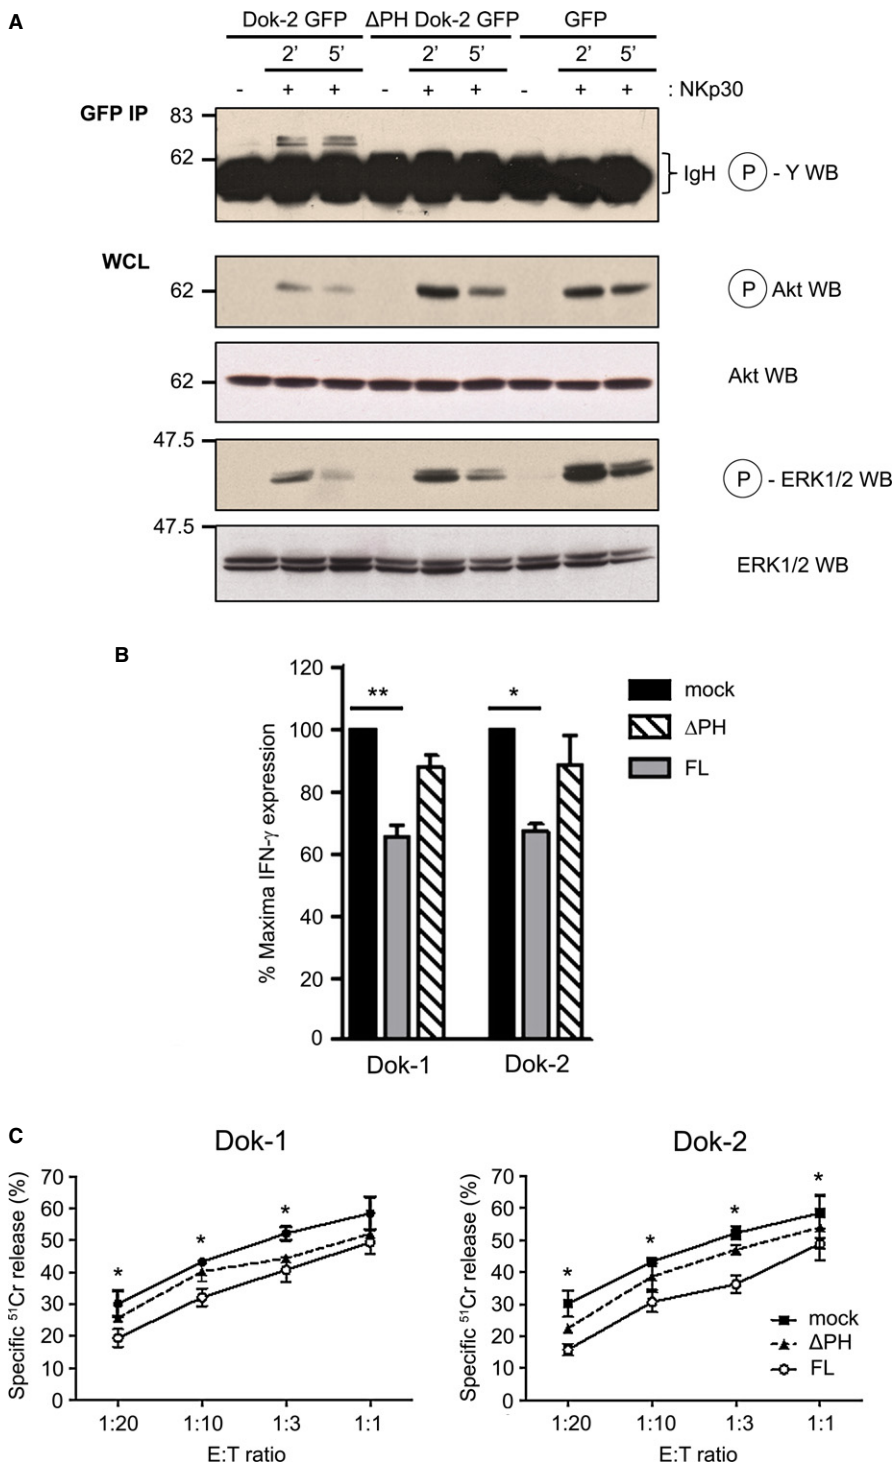 A
Dok-2 GFP ΔPH Dok-2 GFP GFP
2’ 5’ 2’ 5’ 2’ 5’
- + + - + + - + + : NKp30
GFP IP
83
62
IgH P - Y WB
WCL
62
P Akt WB
62
Akt WB
47.5
P - ERK1/2 WB
47.5
ERK1/2 WB
B
% Maxima IFN-γ expression
120
100
80
60
40
20
0
** *
Dok-1 Dok-2
mock
ΔPH
FL
C
Dok-1
Specific ⁵¹Cr release (%)
70
60
50
40
30
20
10
0
* * *
1:20 1:10 1:3 1:1
E:T ratio
Dok-2
Specific ⁵¹Cr release (%)
70
60
50
40
30
20
10
0
* * * *
mock
ΔPH
FL
1:20 1:10 1:3 1:1
E:T ratio